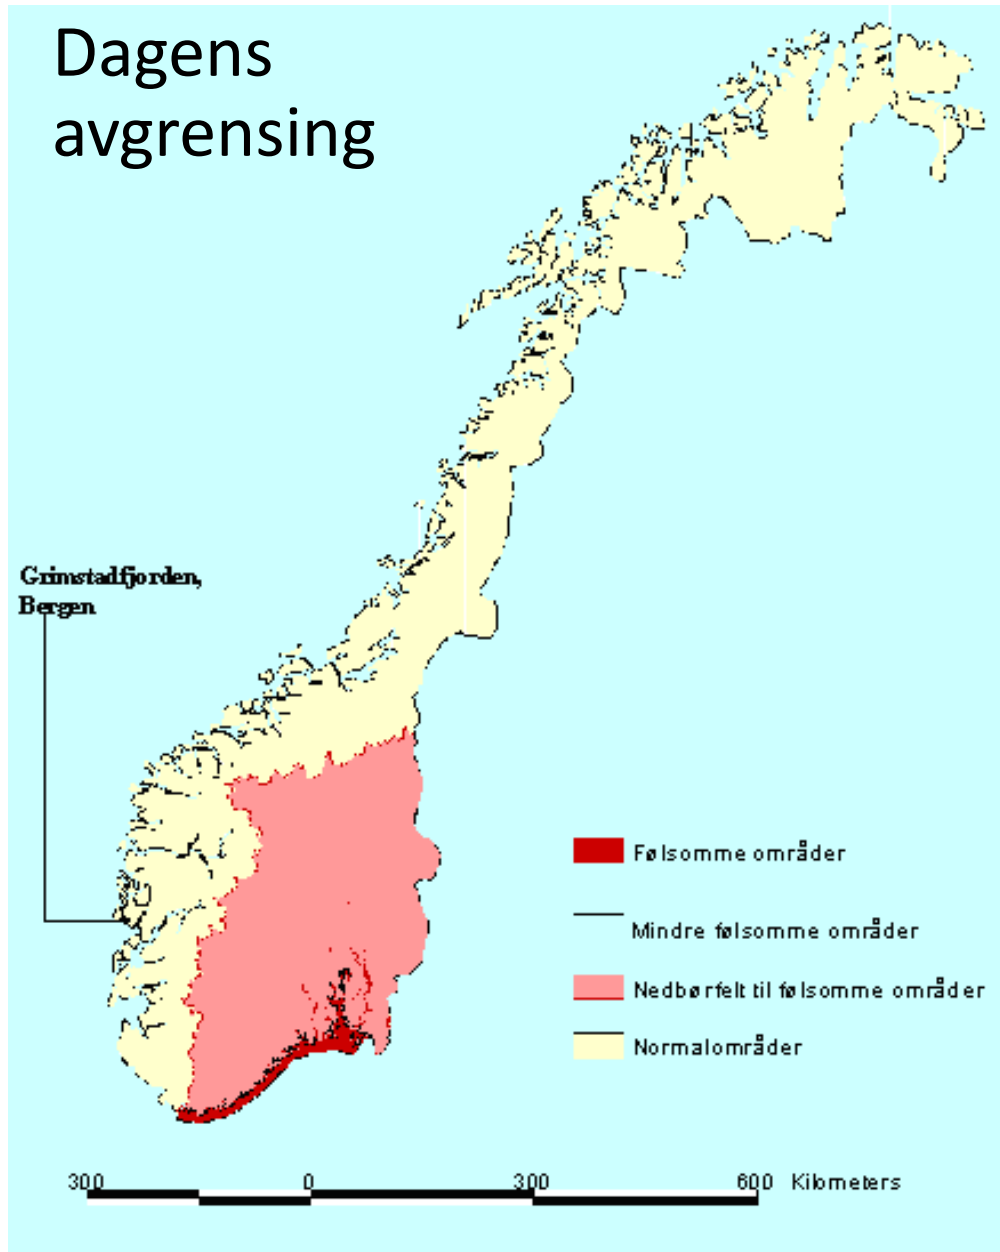 Dagens
avgrensing
Grimstadfjorden,
Bergen
Følsomme områder
Mindre følsomme områder
Nedbørfelt til følsomme områder
Normalområder
300 0 300 600 Kilometers